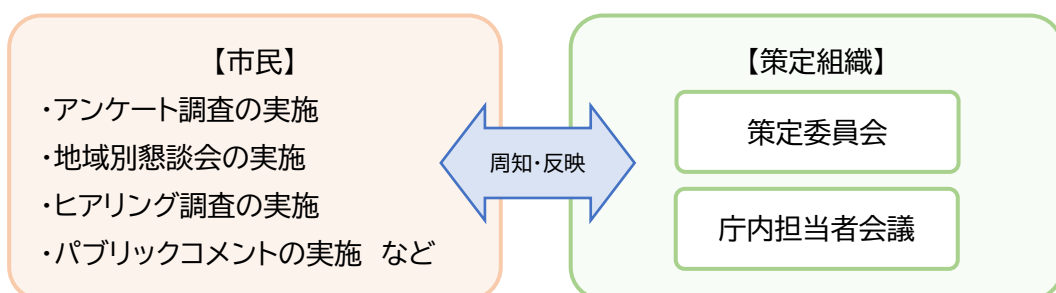 【市民】
・アンケート調査の実施
・地域別懇談会の実施
・ヒアリング調査の実施
・パブリックコメントの実施　など
周知・反映
【策定組織】
策定委員会
庁内担当者会議